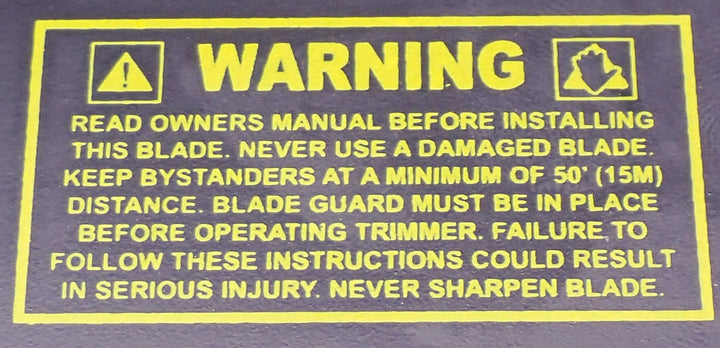 WARNING
READ OWNERS MANUAL BEFORE INSTALLING
THIS BLADE. NEVER USE A DAMAGED BLADE.
KEEP BYSTANDERS AT A MINIMUM OF 50' (15M)
DISTANCE. BLADE GUARD MUST BE IN PLACE
BEFORE OPERATING TRIMMER. FAILURE TO
FOLLOW THESE INSTRUCTIONS COULD RESULT
IN SERIOUS INJURY. NEVER SHARPEN BLADE.